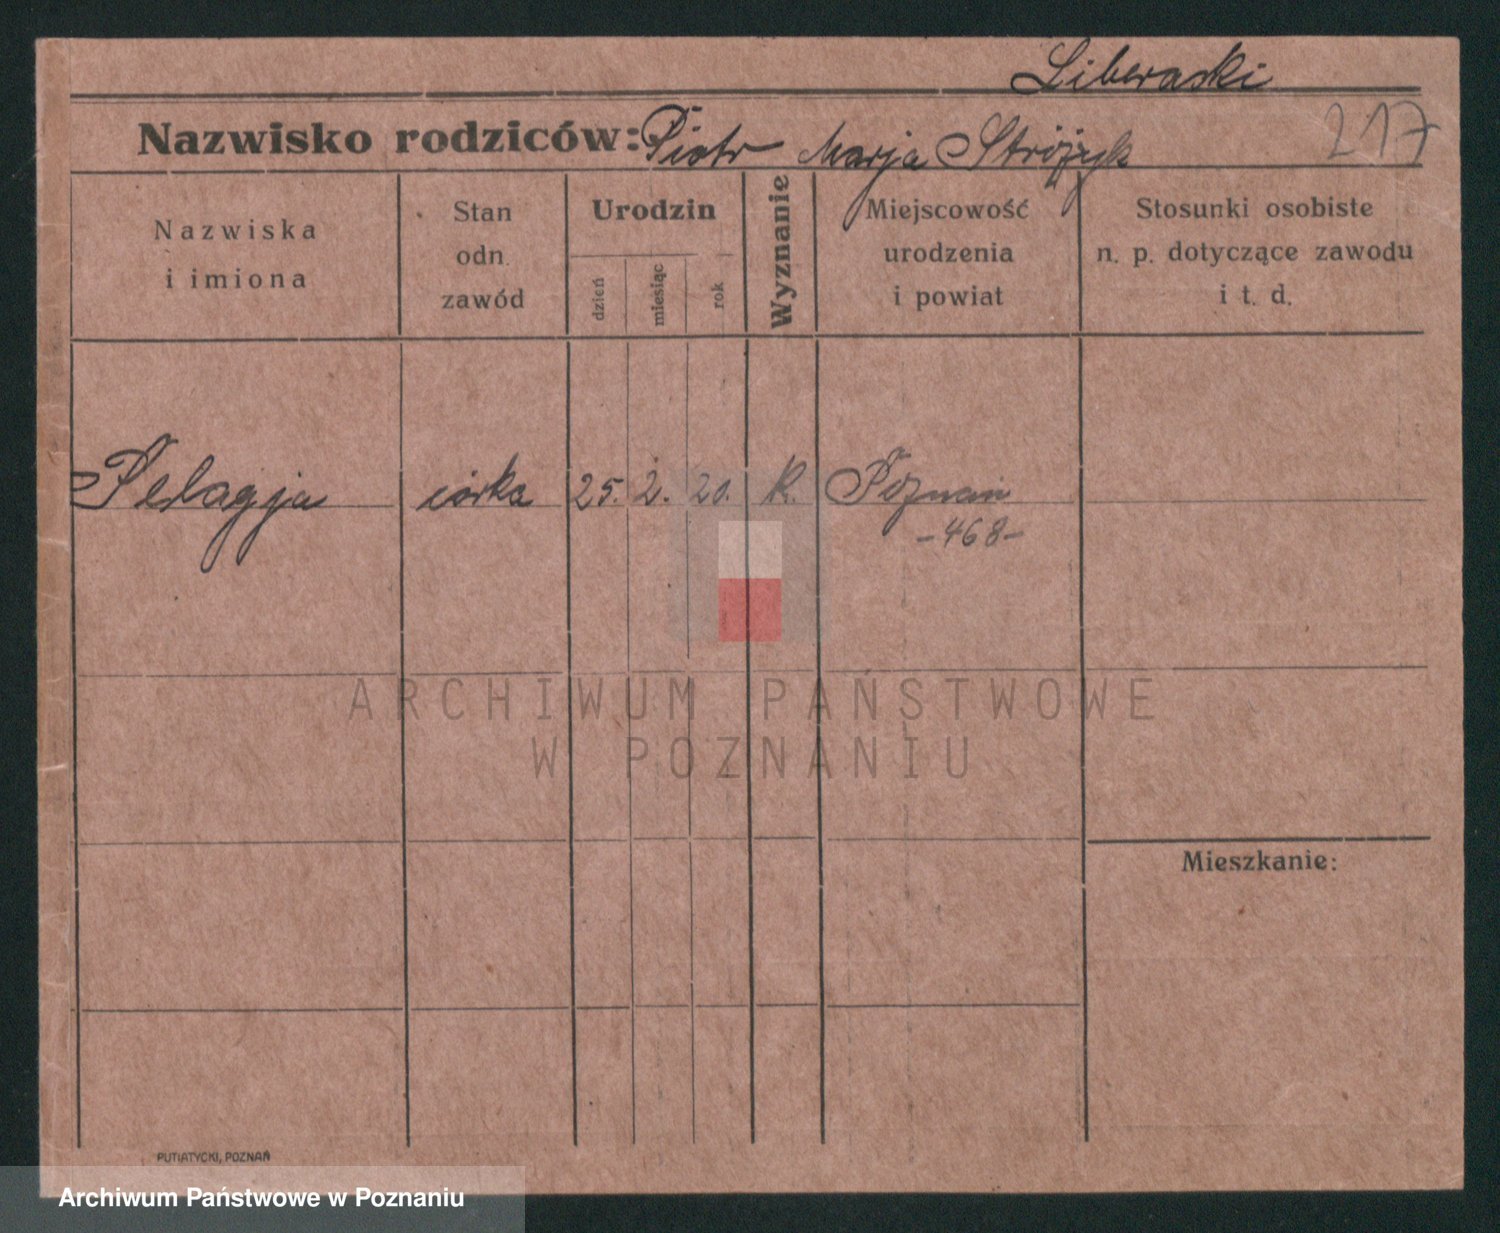 Liberaski
Nazwisko rodziców: Piotr Marja Stróżyk
217
Nazwiska
i imiona
Stan
odn.
zawód
Urodzin
dzień
miesiąc
rok
Wyznanie
Miejscowość
urodzenia
i powiat
Stosunki osobiste
n. p. dotyczące zawodu
i t. d.
Pelagja córka 25. 2. 20. K. Poznań
-468-
ARCHIWUM PAŃSTWOWE
W POZNANIU
Mieszkanie:
PUTIATYCKI, POZNAŃ
Archiwum Państwowe w Poznaniu